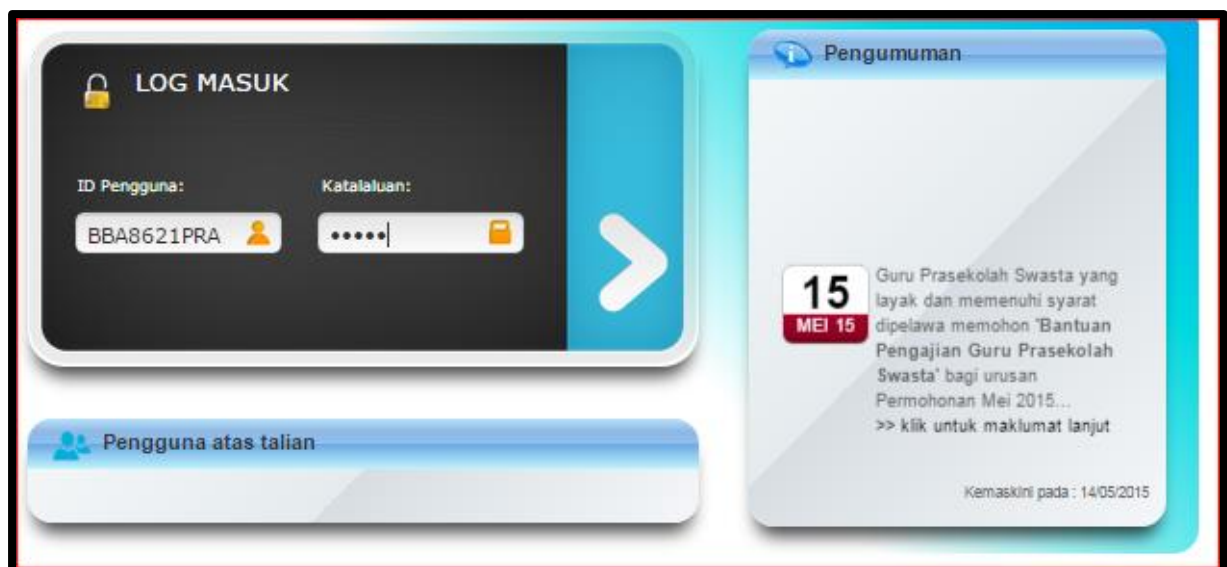 LOG MASUK
ID Pengguna:
Katalaluan:
BBA8621PRA
•••••
Pengguna atas talian
Pengumuman
15
MEI 15
Guru Prasekolah Swasta yang
layak dan memenuhi syarat
dipelawa memohon 'Bantuan
Pengajian Guru Prasekolah
Swasta' bagi urusan
Permohonan Mei 2015...
>> klik untuk maklumat lanjut
Kemaskini pada : 14/05/2015